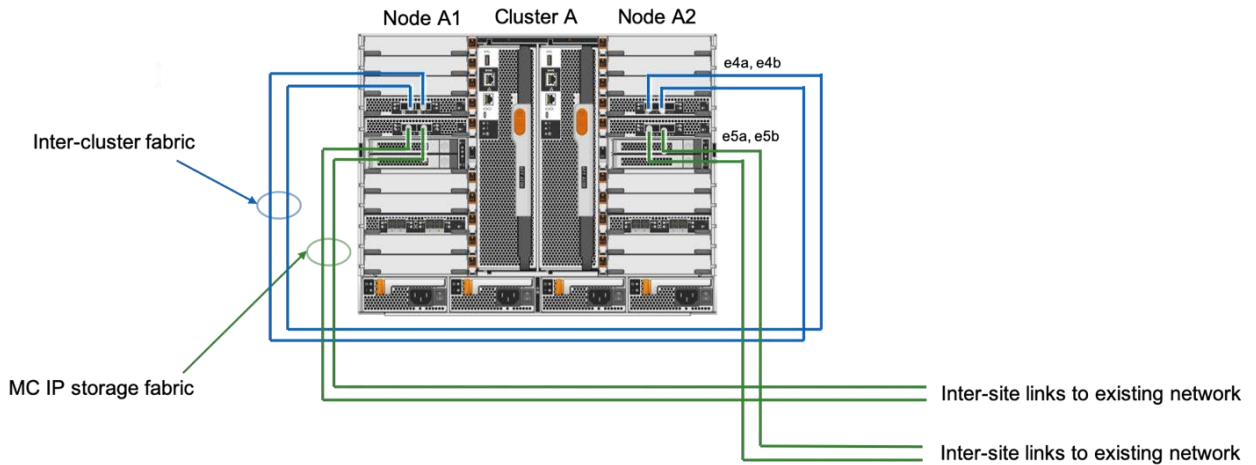 Node A1
Cluster A
Node A2
e4a, e4b
e5a, e5b
Inter-cluster fabric
MC IP storage fabric
Inter-site links to existing network
Inter-site links to existing network